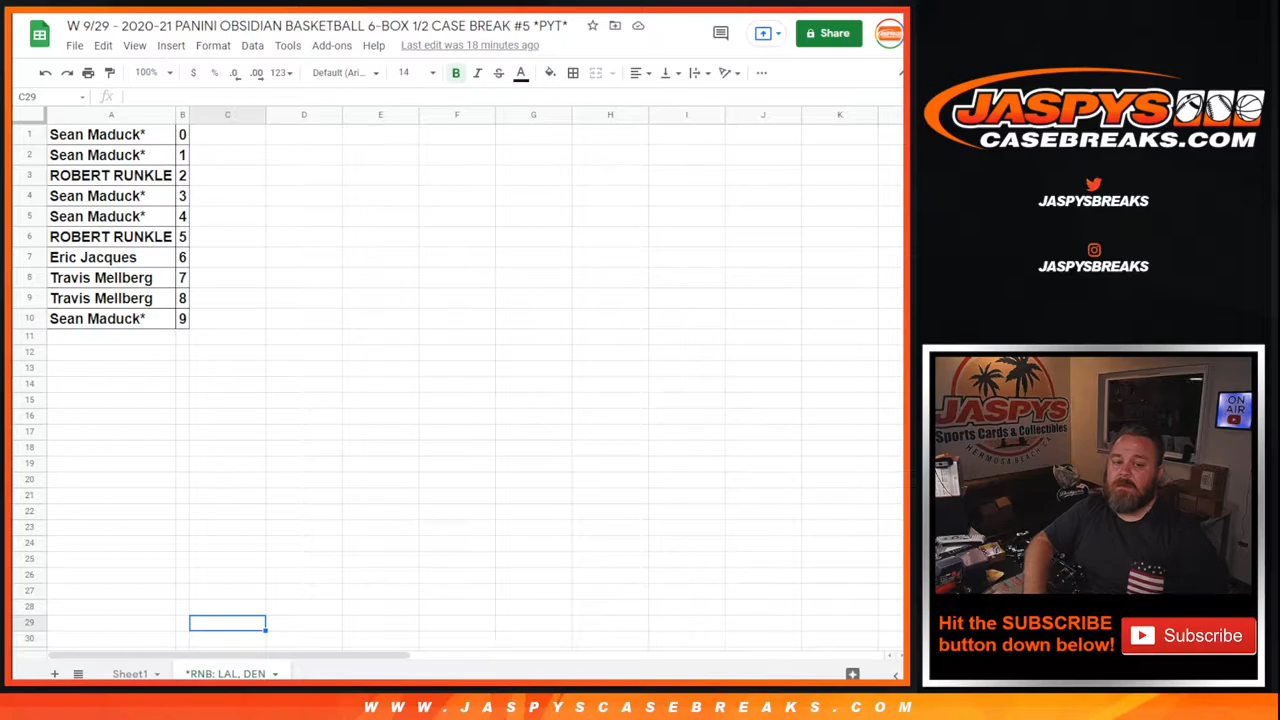 W 9/29 - 2020-21 PANINI OBSIDIAN BASKETBALL 6-BOX 1/2 CASE BREAK #5 *PYT*
File Edit View Insert Format Data Tools Add-ons Help Last edit was 18 minutes ago
Share
100% $ % .0 .00 123 Default (Ari... 14 B I S A
C29 fx
A B C D E F G H I J K
1 Sean Maduck* 0
2 Sean Maduck* 1
3 ROBERT RUNKLE 2
4 Sean Maduck* 3
5 Sean Maduck* 4
6 ROBERT RUNKLE 5
7 Eric Jacques 6
8 Travis Mellberg 7
9 Travis Mellberg 8
10 Sean Maduck* 9
11
12
13
14
15
16
17
18
19
20
21
22
23
24
25
26
27
28
29
30
Sheet1 *RNB: LAL, DEN
JASPYS
CASEBREAKS.COM
JASPYSBREAKS
JASPYSBREAKS
JASPYS
Sports Cards & Collectibles
HERMOSA BEACH CA
ON
AIR
Hit the SUBSCRIBE
button down below!
Subscribe
WWW.JASPYSCASEBREAKS.COM